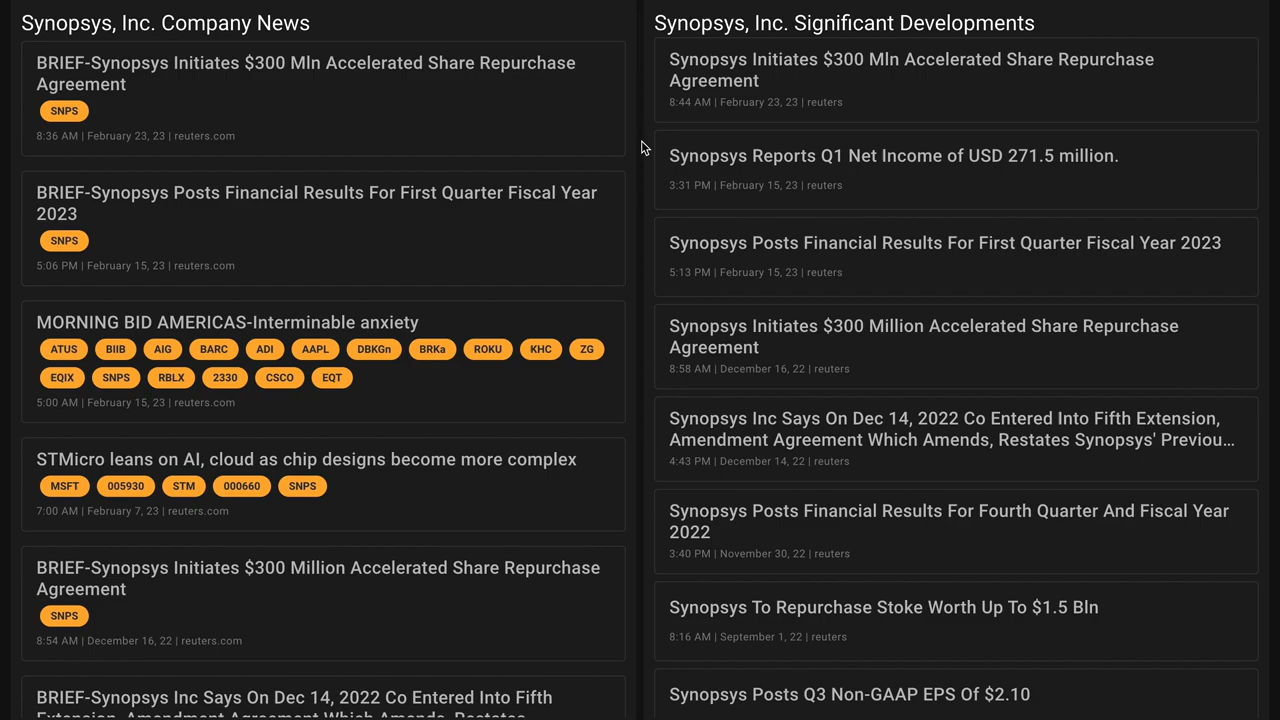 Synopsys, Inc. Company News
BRIEF-Synopsys Initiates $300 Mln Accelerated Share Repurchase
Agreement
SNPS
8:36 AM | February 23, 23 | reuters.com
BRIEF-Synopsys Posts Financial Results For First Quarter Fiscal Year
2023
SNPS
5:06 PM | February 15, 23 | reuters.com
MORNING BID AMERICAS-Interminable anxiety
ATUS BIIB AIG BARC ADI AAPL DBKGn BRKa ROKU KHC ZG
EQIX SNPS RBLX 2330 CSCO EQT
5:00 AM | February 15, 23 | reuters.com
STMicro leans on AI, cloud as chip designs become more complex
MSFT 005930 STM 000660 SNPS
7:00 AM | February 7, 23 | reuters.com
BRIEF-Synopsys Initiates $300 Million Accelerated Share Repurchase
Agreement
SNPS
8:54 AM | December 16, 22 | reuters.com
BRIEF-Synopsys Inc Says On Dec 14, 2022 Co Entered Into Fifth
Extension, Amendment Agreement Which Amends, Restates
Synopsys, Inc. Significant Developments
Synopsys Initiates $300 Mln Accelerated Share Repurchase
Agreement
8:44 AM | February 23, 23 | reuters
Synopsys Reports Q1 Net Income of USD 271.5 million.
3:31 PM | February 15, 23 | reuters
Synopsys Posts Financial Results For First Quarter Fiscal Year 2023
5:13 PM | February 15, 23 | reuters
Synopsys Initiates $300 Million Accelerated Share Repurchase
Agreement
8:58 AM | December 16, 22 | reuters
Synopsys Inc Says On Dec 14, 2022 Co Entered Into Fifth Extension,
Amendment Agreement Which Amends, Restates Synopsys' Previou...
4:43 PM | December 14, 22 | reuters
Synopsys Posts Financial Results For Fourth Quarter And Fiscal Year
2022
3:40 PM | November 30, 22 | reuters
Synopsys To Repurchase Stoke Worth Up To $1.5 Bln
8:16 AM | September 1, 22 | reuters
Synopsys Posts Q3 Non-GAAP EPS Of $2.10